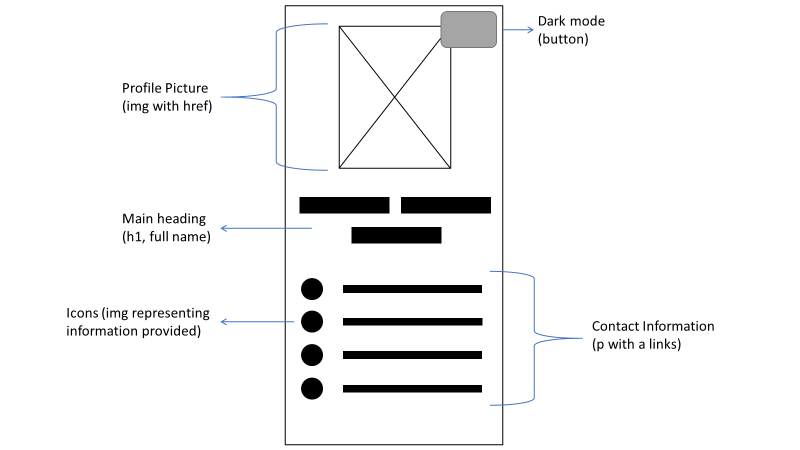 Dark mode
(button)
Profile Picture
(img with href)
Main heading
(h1, full name)
Icons (img representing
information provided)
Contact Information
(p with a links)